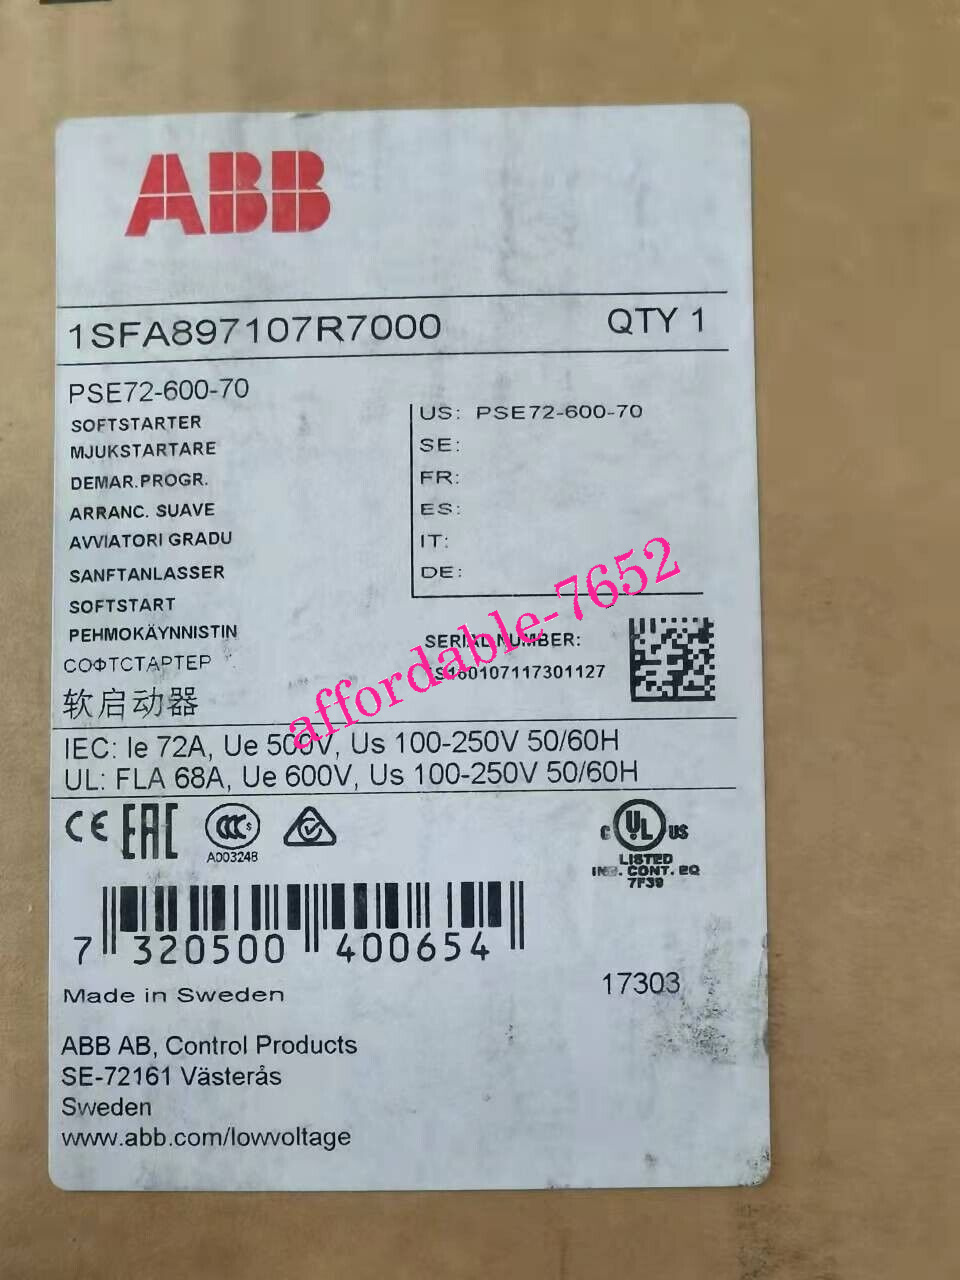 ABB
1SFA897107R7000 QTY 1
PSE72-600-70
SOFTSTARTER
MJUKSTARTARE
DEMAR.PROGR.
ARRANC. SUAVE
AVVIATORI GRADU
SANFTANLASSER
SOFTSTART
PEHMOKÄYNNISTIN
СОФТСТАРТЕР
软启动器
US: PSE72-600-70
SE:
FR:
ES:
IT:
DE:
SERIAL NUMBER:
affordable-7652
IEC: Ie 72A, Ue 500V, Us 100-250V 50/60H
UL: FLA 68A, Ue 600V, Us 100-250V 50/60H
CE EAC CCC S
A003248
C UL US
LISTED
IND. CONT. EQ
7F39
7 320500 400654
Made in Sweden
17303
ABB AB, Control Products
SE-72161 Västerås
Sweden
www.abb.com/lowvoltage